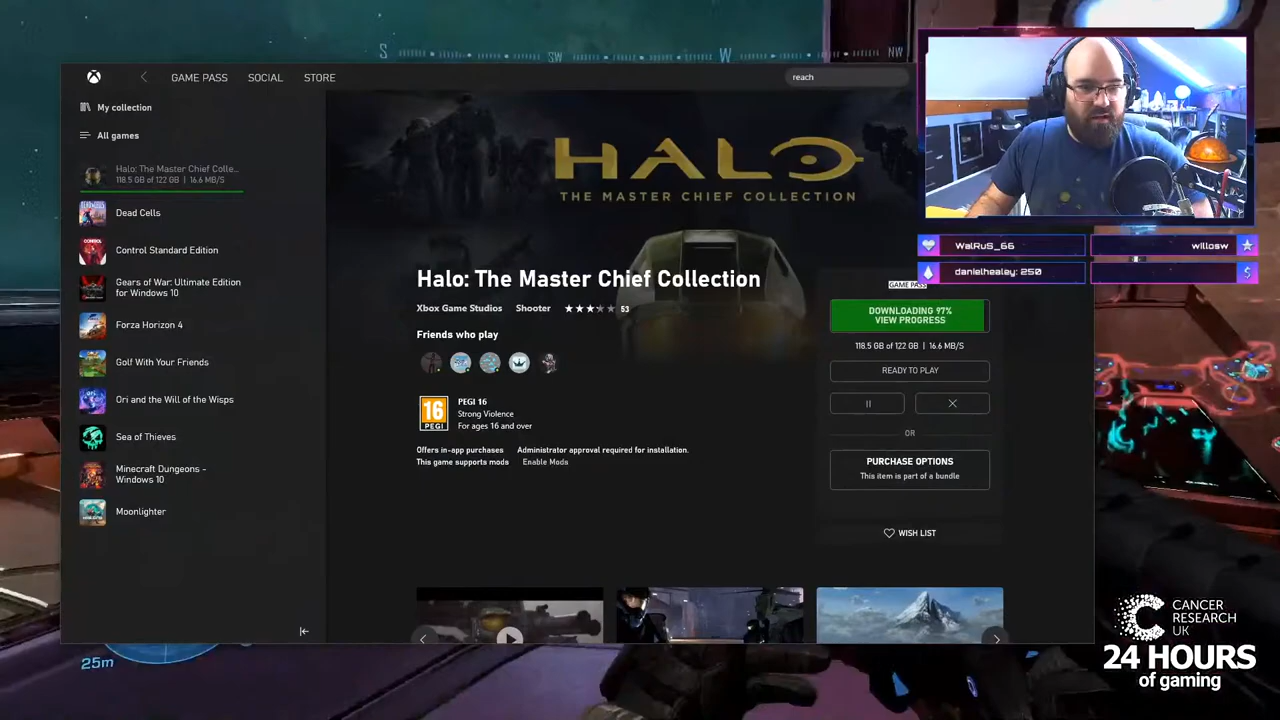 S
SW
W
NW
GAME PASS
SOCIAL
STORE
reach
My collection
All games
Halo: The Master Chief Colle...
118.5 GB of 122 GB | 16.6 MB/S
Dead Cells
Control Standard Edition
Gears of War: Ultimate Edition
for Windows 10
Forza Horizon 4
Golf With Your Friends
Ori and the Will of the Wisps
Sea of Thieves
Minecraft Dungeons -
Windows 10
Moonlighter
HALO
THE MASTER CHIEF COLLECTION
Halo: The Master Chief Collection
Xbox Game Studios Shooter 53
Friends who play
16
PEGI
PEGI 16
Strong Violence
For ages 16 and over
Offers in-app purchases Administrator approval required for installation.
This game supports mods Enable Mods
GAME PASS
DOWNLOADING 97%
VIEW PROGRESS
118.5 GB of 122 GB | 16.6 MB/S
READY TO PLAY
OR
PURCHASE OPTIONS
This item is part of a bundle
WISH LIST
WalRuS_66
willosw
danielhealey: 250
$
25m
CANCER
RESEARCH
UK
24 HOURS
of gaming